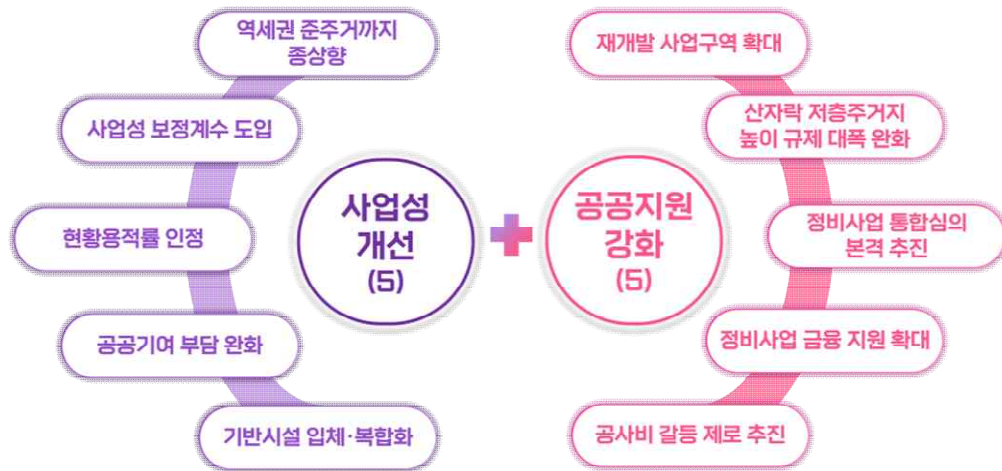 역세권 준주거까지
종상향
사업성 보정계수 도입
현황용적률 인정
공공기여 부담 완화
기반시설 입체·복합화
사업성
개선
(5)
공공지원
강화
(5)
재개발 사업구역 확대
산자락 저층주거지
높이 규제 대폭 완화
정비사업 통합심의
본격 추진
정비사업 금융 지원 확대
공사비 갈등 제로 추진